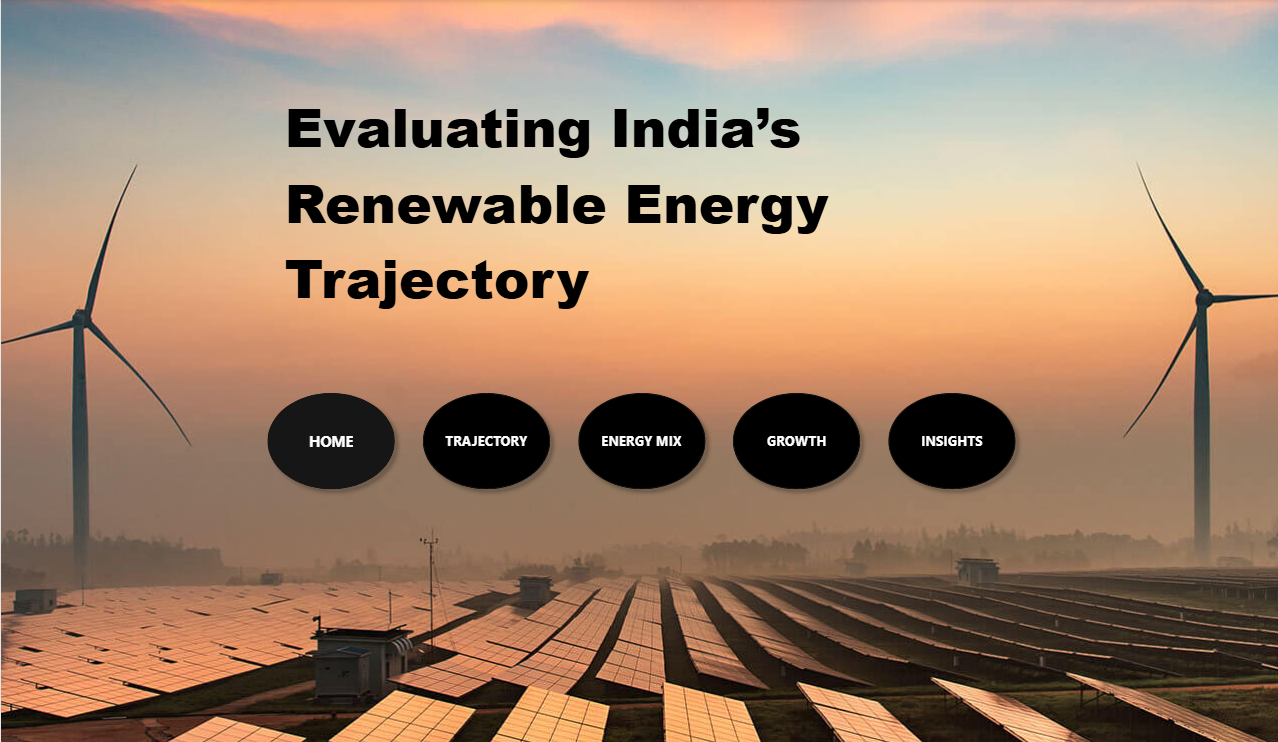 Evaluating India’s
Renewable Energy
Trajectory
HOME
TRAJECTORY
ENERGY MIX
GROWTH
INSIGHTS